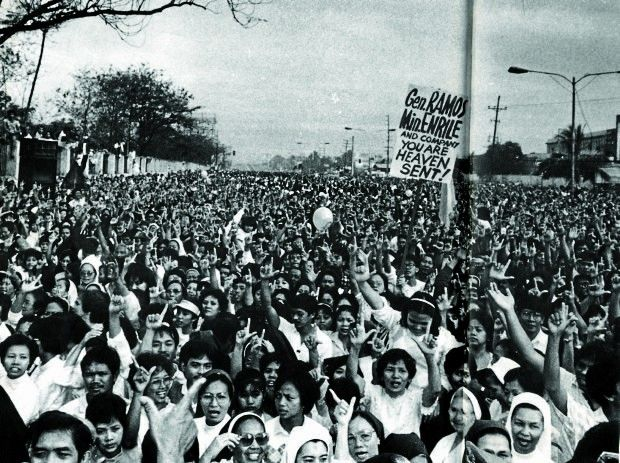 Gen. RAMOS
Min. ENRILE
AND COMPANY
YOU ARE
HEAVEN
SENT!